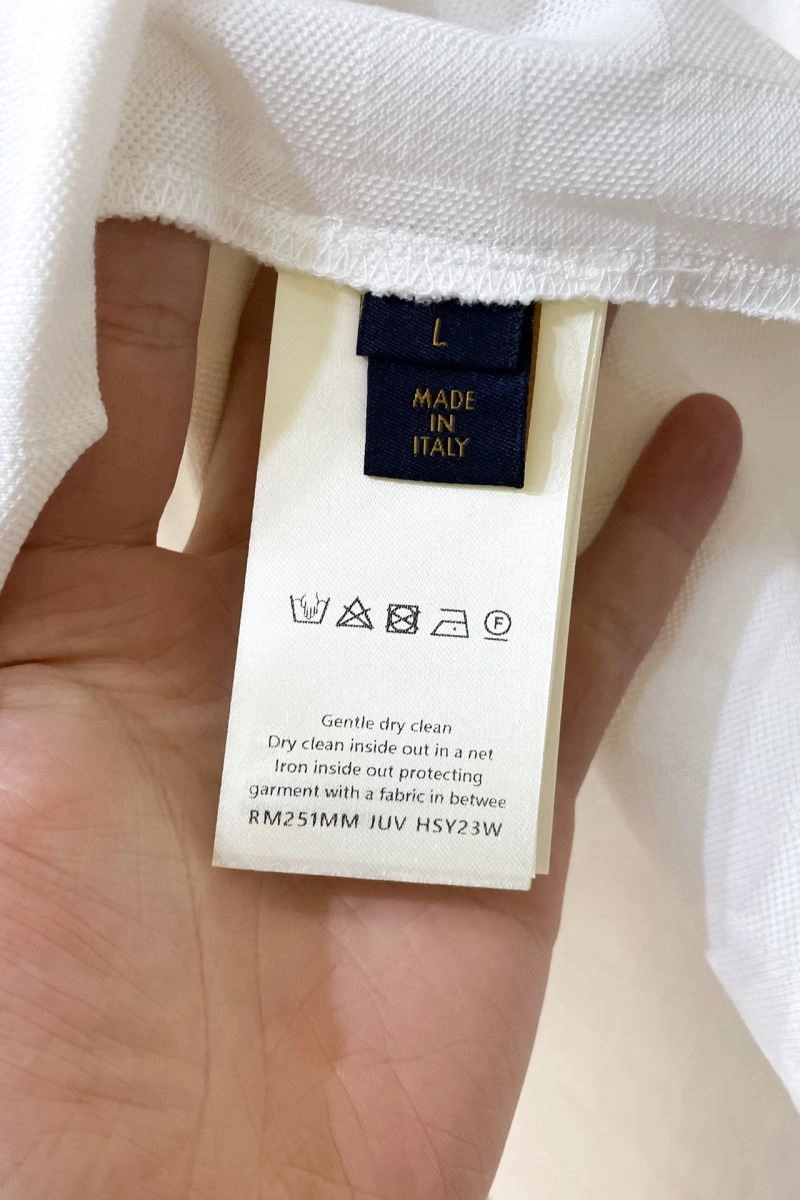 L
MADE
IN
ITALY
F
Gentle dry clean
Dry clean inside out in a net
Iron inside out protecting
garment with a fabric in betwee
RM251MM JUV HSY23W